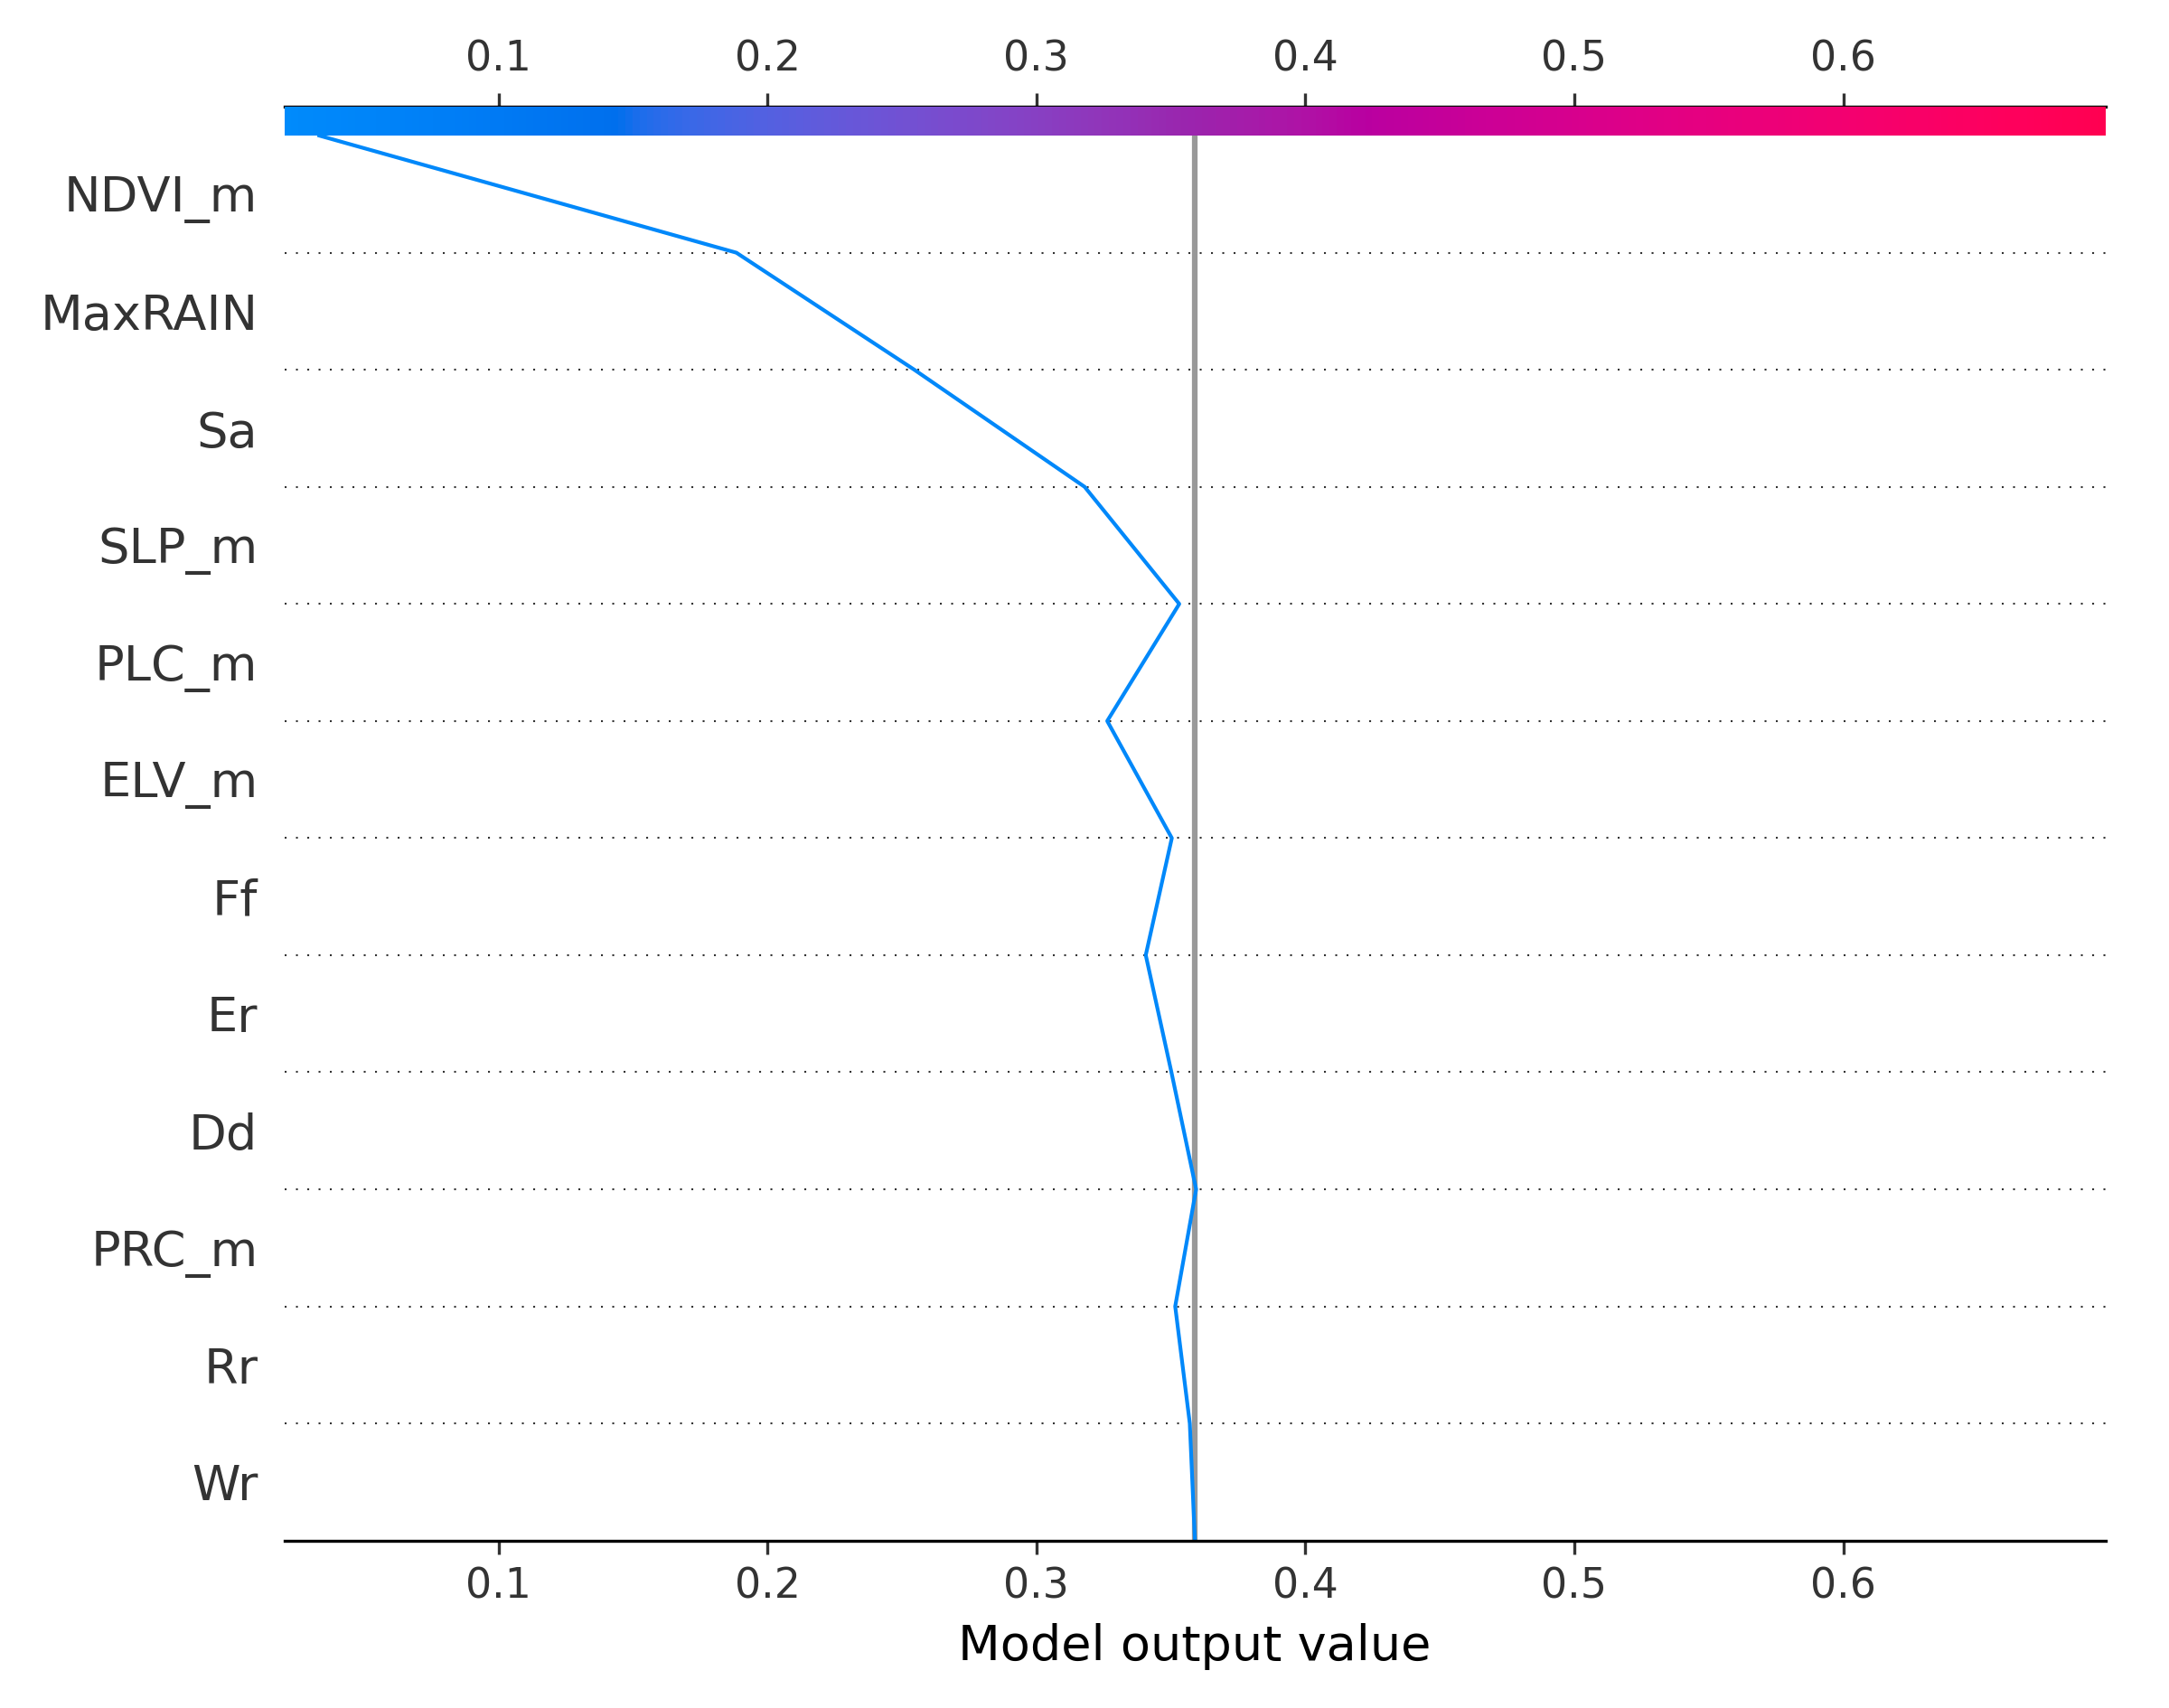 0.1 0.2 0.3 0.4 0.5 0.6
NDVI_m
MaxRAIN
Sa
SLP_m
PLC_m
ELV_m
Ff
Er
Dd
PRC_m
Rr
Wr
0.1 0.2 0.3 0.4 0.5 0.6
Model output value